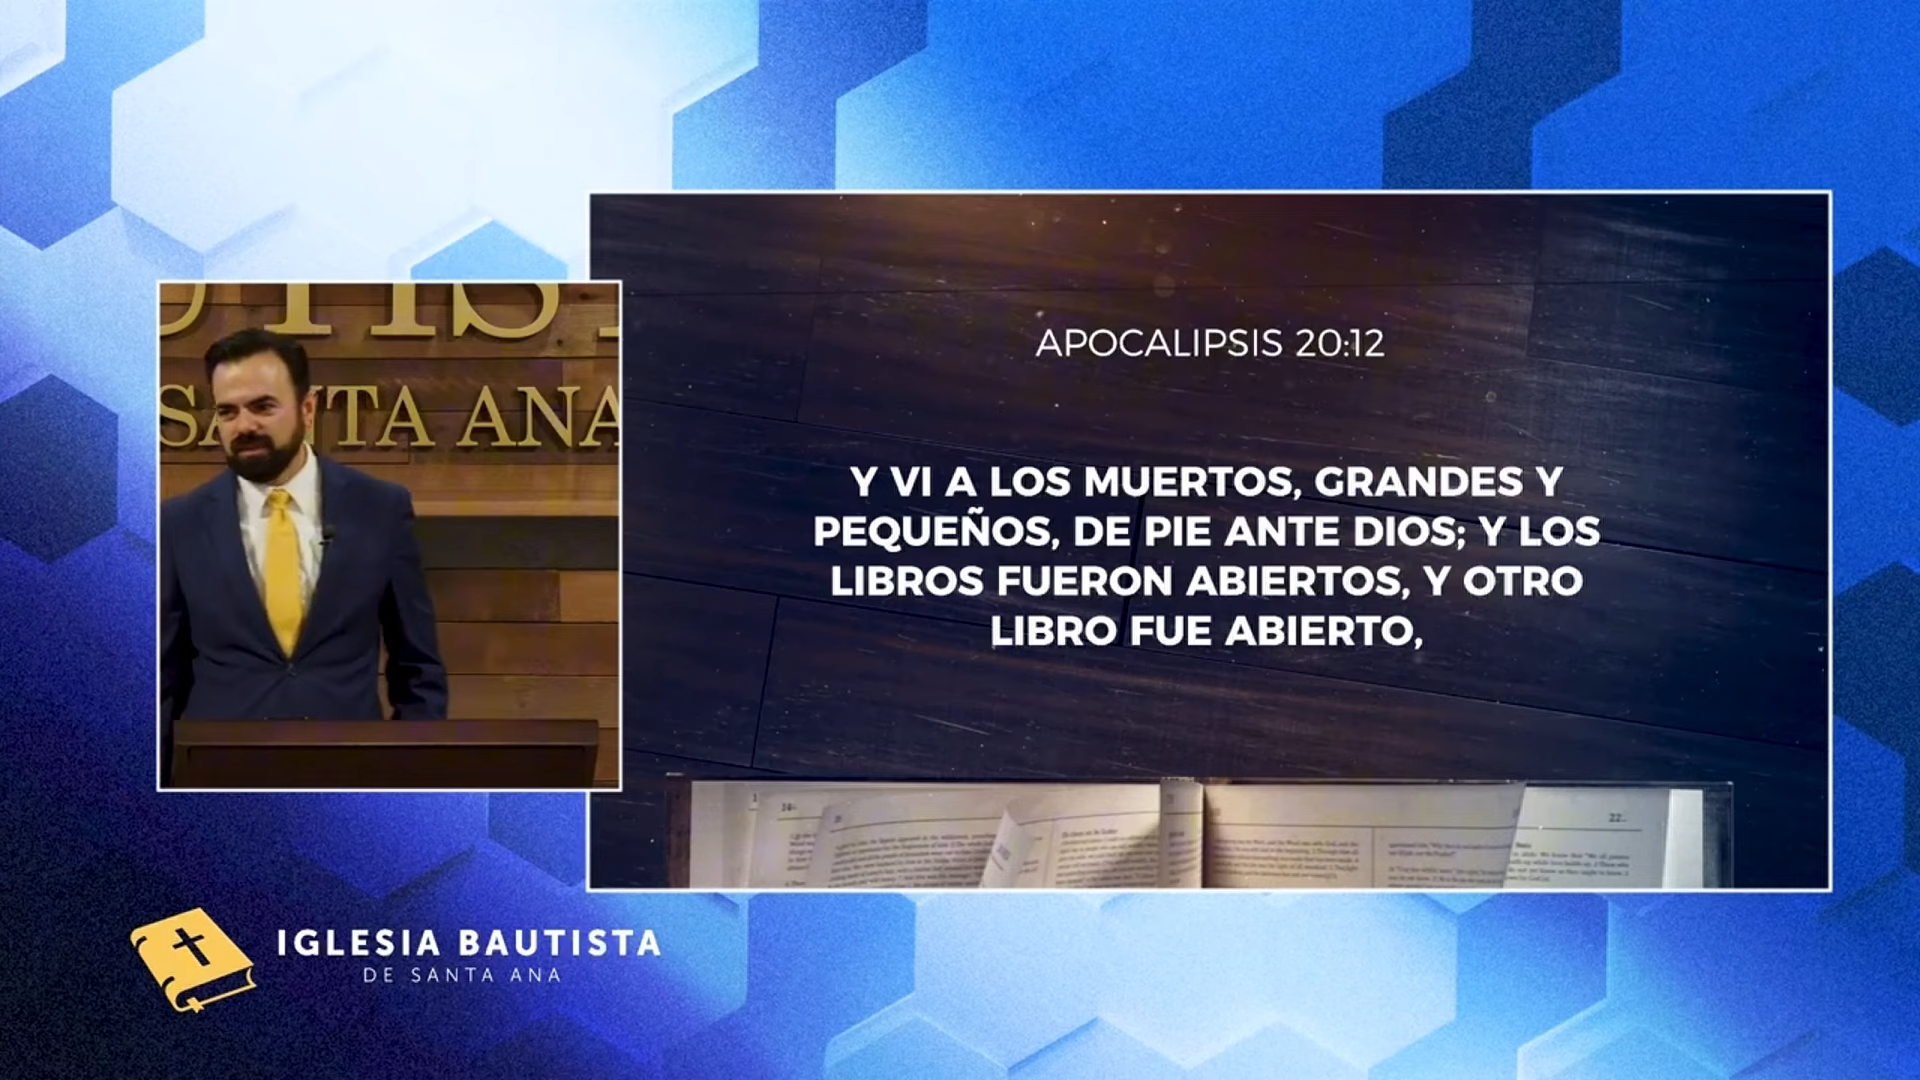 SANTA ANA
APOCALIPSIS 20:12
Y VI A LOS MUERTOS, GRANDES Y
PEQUEÑOS, DE PIE ANTE DIOS; Y LOS
LIBROS FUERON ABIERTOS, Y OTRO
LIBRO FUE ABIERTO,
IGLESIA BAUTISTA
DE SANTA ANA